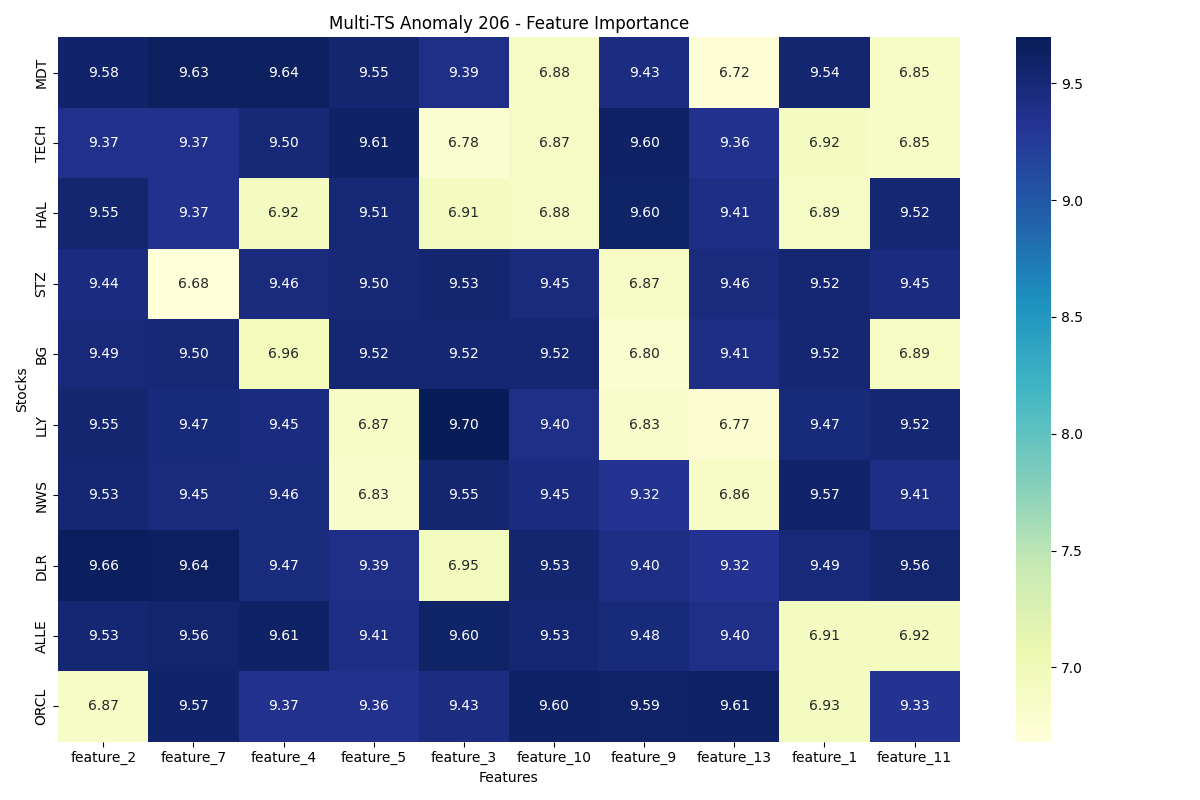 Multi-TS Anomaly 206 - Feature Importance
Stocks
MDT 9.58 9.63 9.64 9.55 9.39 6.88 9.43 6.72 9.54 6.85
TECH 9.37 9.37 9.50 9.61 6.78 6.87 9.60 9.36 6.92 6.85
HAL 9.55 9.37 6.92 9.51 6.91 6.88 9.60 9.41 6.89 9.52
STZ 9.44 6.68 9.46 9.50 9.53 9.45 6.87 9.46 9.52 9.45
BG 9.49 9.50 6.96 9.52 9.52 9.52 6.80 9.41 9.52 6.89
LLY 9.55 9.47 9.45 6.87 9.70 9.40 6.83 6.77 9.47 9.52
NWS 9.53 9.45 9.46 6.83 9.55 9.45 9.32 6.86 9.57 9.41
DLR 9.66 9.64 9.47 9.39 6.95 9.53 9.40 9.32 9.49 9.56
ALLE 9.53 9.56 9.61 9.41 9.60 9.53 9.48 9.40 6.91 6.92
ORCL 6.87 9.57 9.37 9.36 9.43 9.60 9.59 9.61 6.93 9.33
feature_2 feature_7 feature_4 feature_5 feature_3 feature_10 feature_9 feature_13 feature_1 feature_11
Features
9.5
9.0
8.5
8.0
7.5
7.0